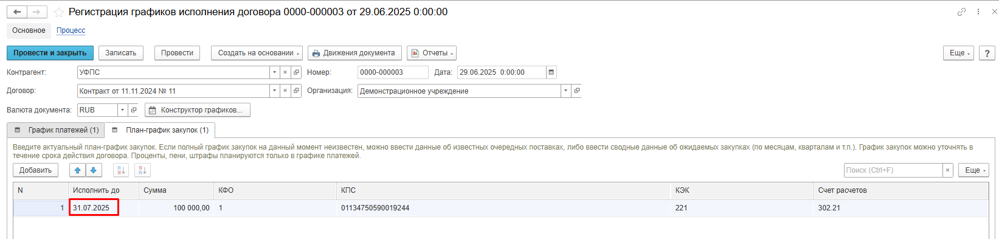 Регистрация графиков исполнения договора 0000-000003 от 29.06.2025 0:00:00
Основное Процесс
Провести и закрыть Записать Провести Создать на основании Движения документа Отчеты Еще ?
Контрагент: УФПС Номер: 0000-000003 Дата: 29.06.2025 0:00:00
Договор: Контракт от 11.11.2024 № 11 Организация: Демонстрационное учреждение
Валюта документа: RUB Конструктор графиков...
График платежей (1) План-график закупок (1)
Введите актуальный план-график закупок. Если полный график закупок на данный момент неизвестен, можно ввести данные об известных очередных поставках, либо ввести сводные данные об ожидаемых закупках (по месяцам, кварталам и т.п.). График закупок можно уточнять в
течение срока действия договора. Проценты, пени, штрафы планируются только в графике платежей.
Добавить Поиск (Ctrl+F) Еще
N Исполнить до Сумма КФО КПС КЭК Счет расчетов
1 31.07.2025 100 000,00 1 01134750590019244 221 302.21